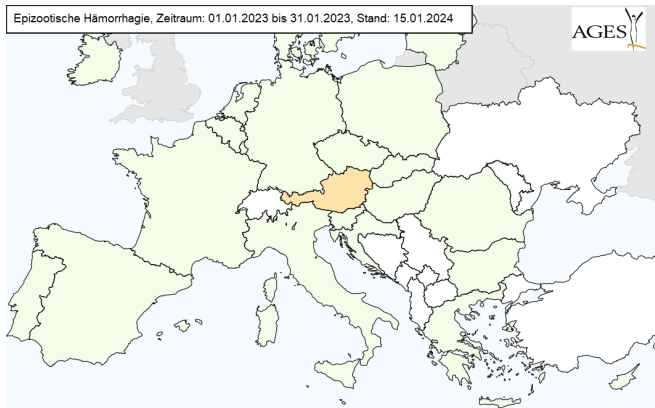 Epizootische Hämorrhagie, Zeitraum: 01.01.2023 bis 31.01.2023, Stand: 15.01.2024
AGES